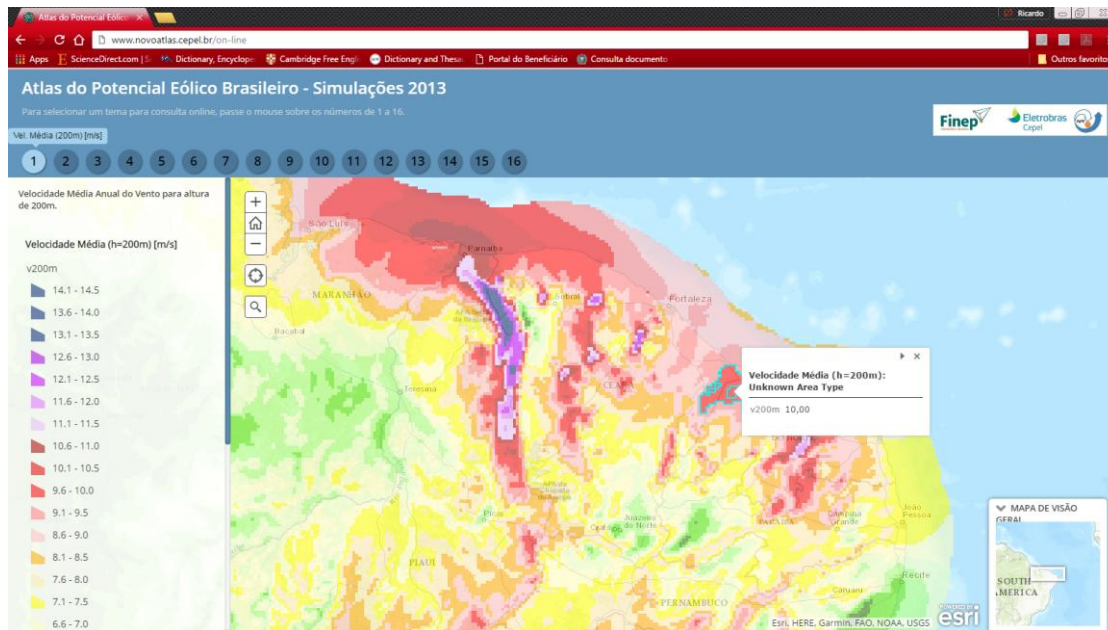 Atlas do Potencial Eólico
Ricardo
www.novoatlas.cepel.br/on-line
Apps
ScienceDirect.com | S
Dictionary, Encyclope
Cambridge Free Engli
Dictionary and Thesa
Portal do Beneficiário
Consulta documento
Outros favorito
Atlas do Potencial Eólico Brasileiro - Simulações 2013
Para selecionar um tema para consulta online, passe o mouse sobre os números de 1 a 16.
Finep
Eletrobras
Cepel
Vel. Média (200m) [m/s]
1 2 3 4 5 6 7 8 9 10 11 12 13 14 15 16
Velocidade Média Anual do Vento para altura
de 200m.
Velocidade Média (h=200m) [m/s]
v200m
14.1 - 14.5
13.6 - 14.0
13.1 - 13.5
12.6 - 13.0
12.1 - 12.5
11.6 - 12.0
11.1 - 11.5
10.6 - 11.0
10.1 - 10.5
9.6 - 10.0
9.1 - 9.5
8.6 - 9.0
8.1 - 8.5
7.6 - 8.0
7.1 - 7.5
6.6 - 7.0
São Luís
Parnaíba
MARANHÃO
Sobral
Fortaleza
Bacabal
Teresina
CEARÁ
Velocidade Média (h=200m):
Unknown Area Type
v200m 10,00
Picos
Juazeiro
do Norte
Crato
PARAÍBA
Campina
Grande
João
Pessoa
PIAUÍ
Recife
Caruaru
PERNAMBUCO
MAPA DE VISÃO
GERAL
SOUTH
AMERICA
Esri, HERE, Garmin, FAO, NOAA, USGS
POWERED BY
esri